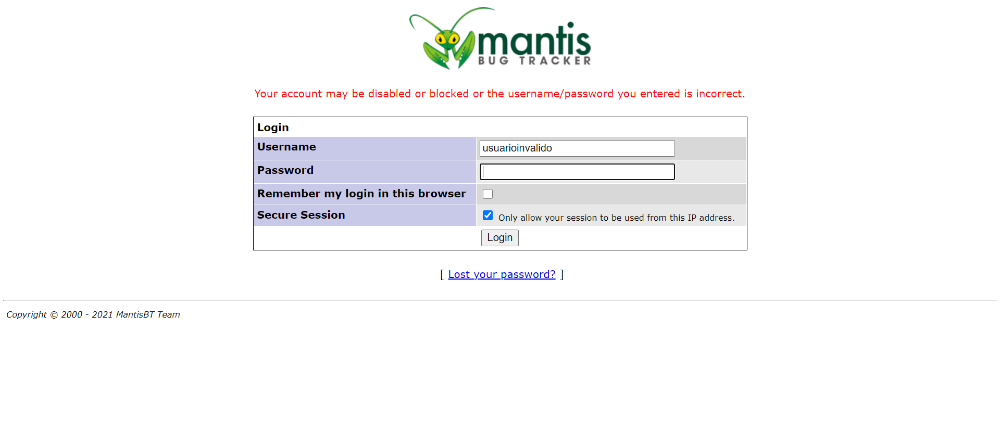 mantis
BUG TRACKER
Your account may be disabled or blocked or the username/password you entered is incorrect.
Login
Username usuarioinvalido
Password
Remember my login in this browser
Secure Session Only allow your session to be used from this IP address.
Login
[ Lost your password? ]
Copyright © 2000 - 2021 MantisBT Team